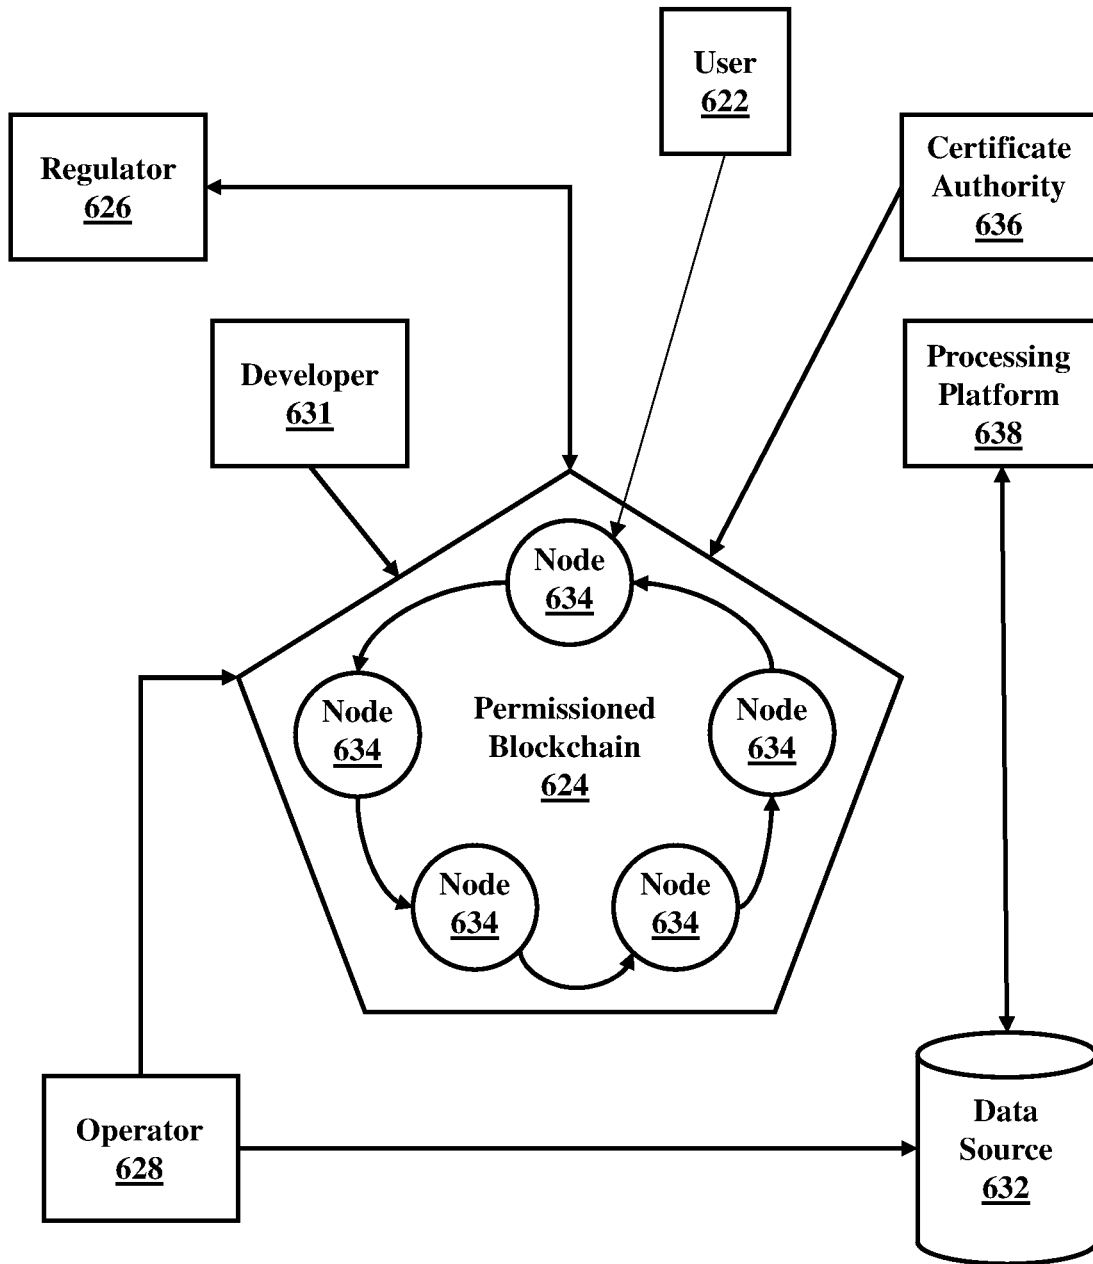 User
622
Regulator
626
Certificate
Authority
636
Developer
631
Processing
Platform
638
Node
634
Node
634
Permissioned
Blockchain
624
Node
634
Node
634
Node
634
Operator
628
Data
Source
632